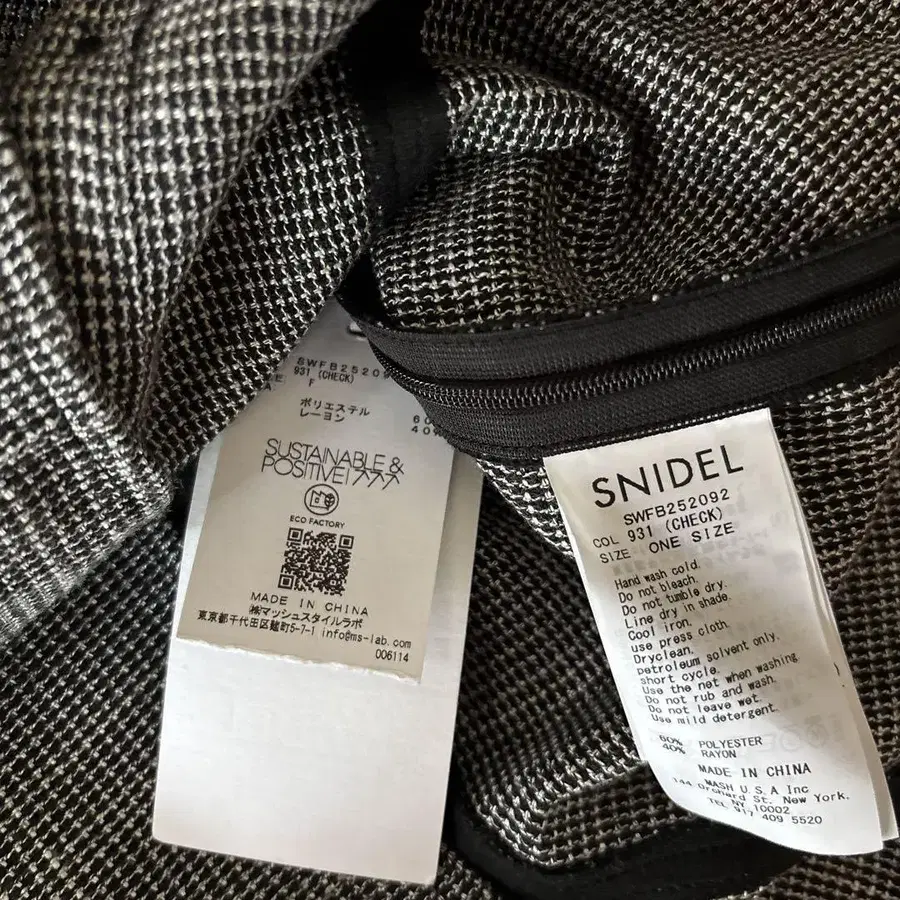 SWFB25209
931 (CHECK)
F
ポリエステル 60
レーヨン 40%
SUSTAINABLE &
POSITIVE!
ECO FACTORY
MADE IN CHINA
㈱マッシュスタイルラボ
東京都千代田区麹町5-7-1 info@ms-lab.com
006114
SNIDEL
SWFB252092
COL 931 (CHECK)
SIZE ONE SIZE
Hand wash cold.
Do not bleach.
Do not tumble dry.
Line dry in shade.
Cool iron.
use press cloth.
Dryclean.
petroleum solvent only.
short cycle.
Use the net when washing.
Do not rub and wash.
Do not leave wet.
Use mild detergent.
60% POLYESTER
40% RAYON
MADE IN CHINA
MASH U.S.A Inc
144 Orchard St. New York.
NY 10002
TEL 917 409 5520